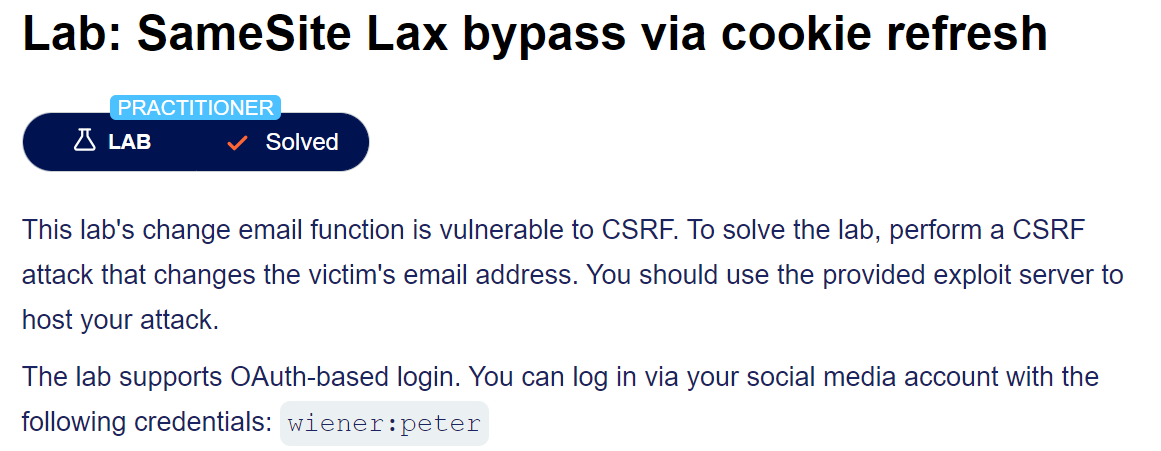 Lab: SameSite Lax bypass via cookie refresh
PRACTITIONER
LAB Solved
This lab's change email function is vulnerable to CSRF. To solve the lab, perform a CSRF
attack that changes the victim's email address. You should use the provided exploit server to
host your attack.
The lab supports OAuth-based login. You can log in via your social media account with the
following credentials: wiener:peter